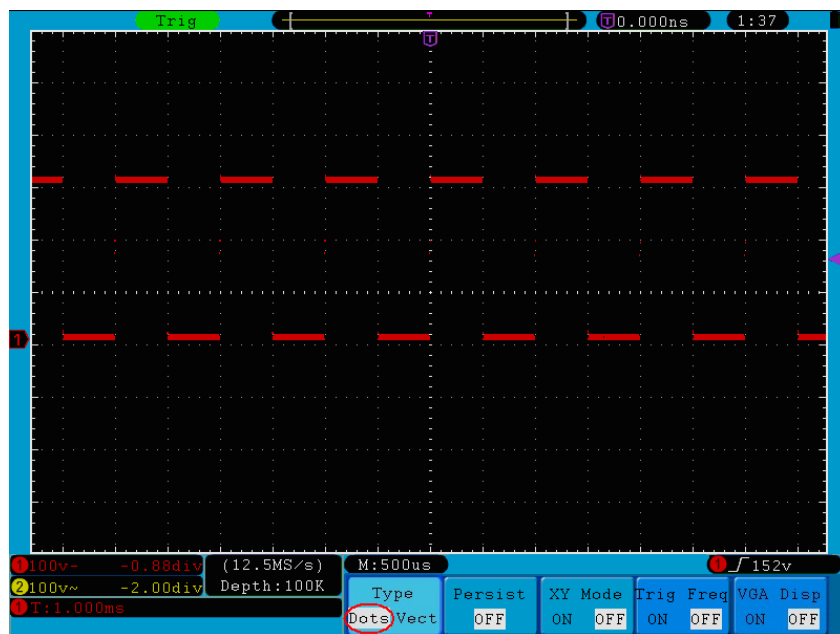 Trig T 0.000ns 1:37
T
1
1 100v- -0.88div (12.5MS/s) M:500us 1 152v
2 100v~ -2.00div Depth:100K
1 T:1.000ms
Type Persist XY Mode Trig Freq VGA Disp
Dots Vect OFF ON OFF ON OFF ON OFF